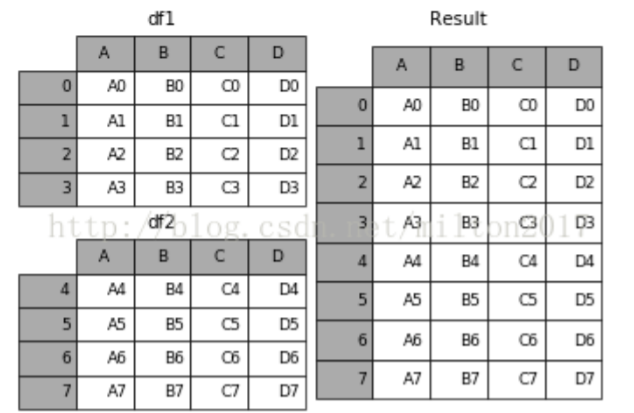 df1
A B C D
0 A0 B0 C0 D0
1 A1 B1 C1 D1
2 A2 B2 C2 D2
3 A3 B3 C3 D3
df2
A B C D
4 A4 B4 C4 D4
5 A5 B5 C5 D5
6 A6 B6 C6 D6
7 A7 B7 C7 D7
Result
A B C D
0 A0 B0 C0 D0
1 A1 B1 C1 D1
2 A2 B2 C2 D2
3 A3 B3 C3 D3
4 A4 B4 C4 D4
5 A5 B5 C5 D5
6 A6 B6 C6 D6
7 A7 B7 C7 D7
http://blog.csdn.net/milton2017